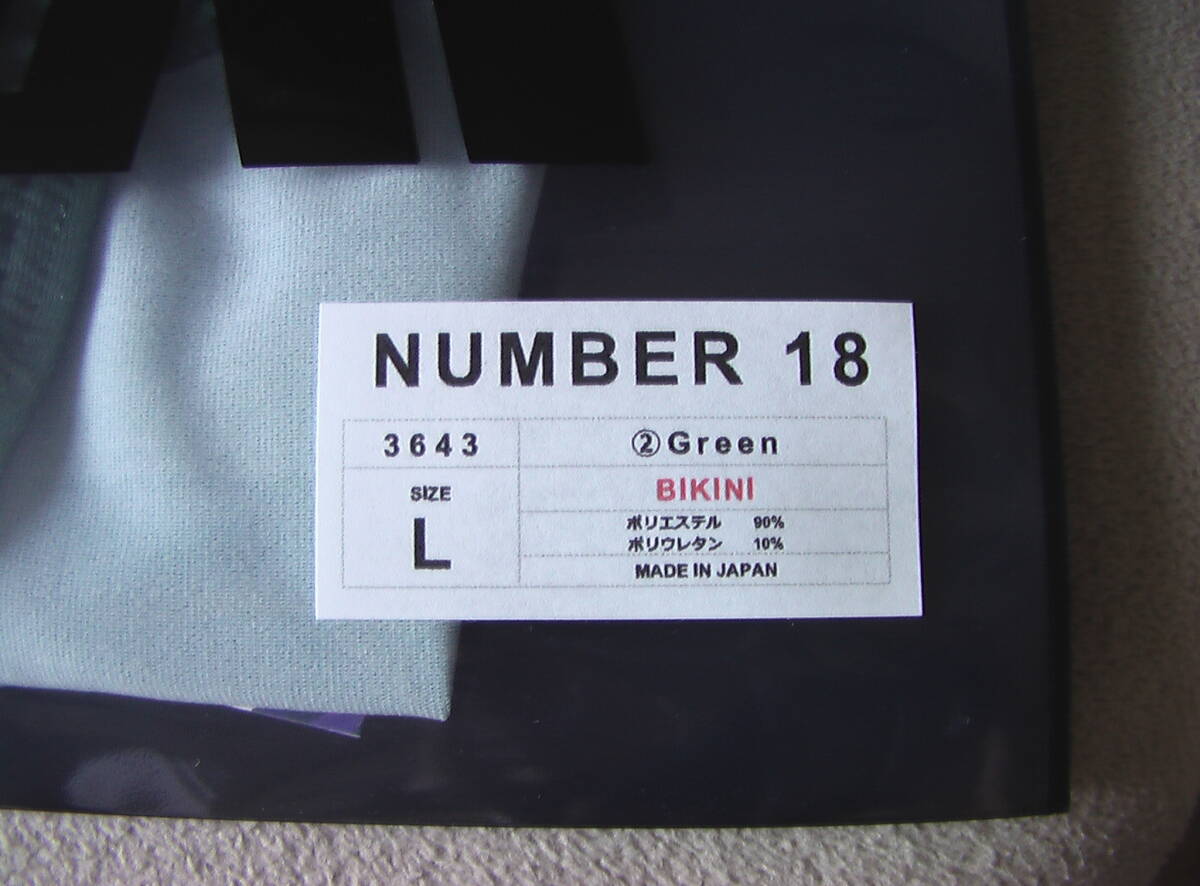 NUMBER 18
3643
②Green
SIZE
L
BIKINI
ポリエステル 90%
ポリウレタン 10%
MADE IN JAPAN